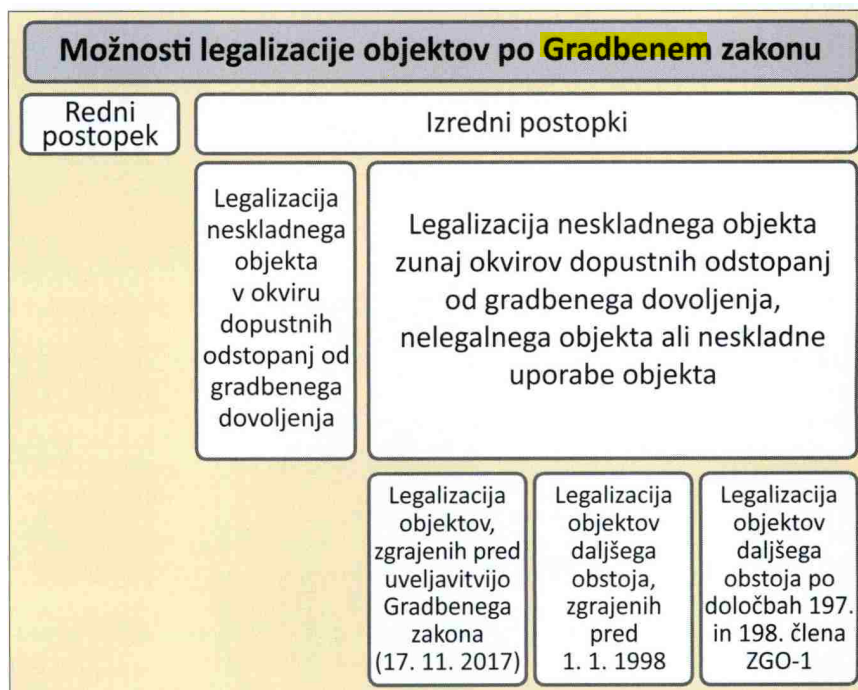 Možnosti legalizacije objektov po Gradbenem zakonu
Redni
postopek
Izredni postopki
Legalizacija
neskladnega
objekta
v okviru
dopustnih
odstopanj od
gradbenega
dovoljenja
Legalizacija neskladnega objekta
zunaj okvirov dopustnih odstopanj
od gradbenega dovoljenja,
nelegalnega objekta ali neskladne
uporabe objekta
Legalizacija
objektov,
zgrajenih pred
uveljavitvijo
Gradbenega
zakona
(17. 11. 2017)
Legalizacija
objektov
daljšega
obstoja,
zgrajenih
pred
1. 1. 1998
Legalizacija
objektov
daljšega
obstoja po
določbah 197.
in 198. člena
ZGO-1